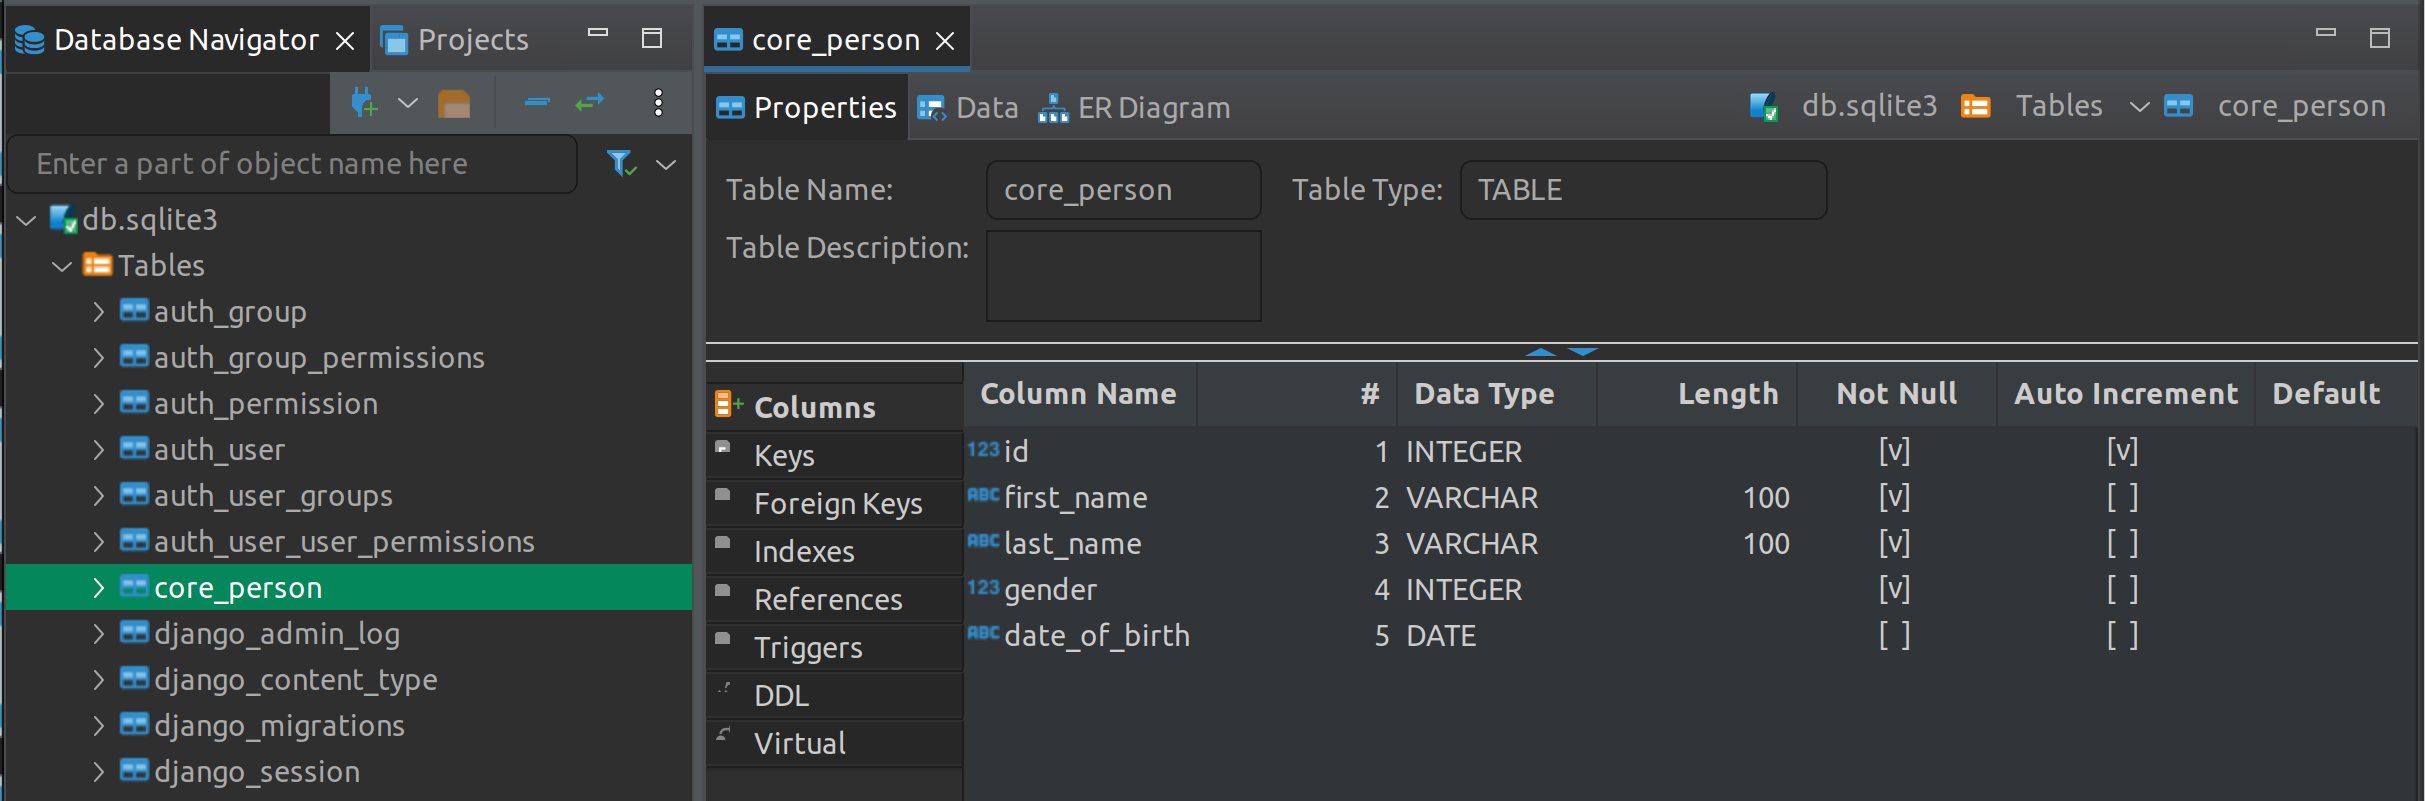 Database Navigator Projects
Enter a part of object name here
db.sqlite3
Tables
auth_group
auth_group_permissions
auth_permission
auth_user
auth_user_groups
auth_user_user_permissions
core_person
django_admin_log
django_content_type
django_migrations
django_session
core_person
Properties Data ER Diagram db.sqlite3 Tables core_person
Table Name: core_person Table Type: TABLE
Table Description:
Columns
Keys
Foreign Keys
Indexes
References
Triggers
DDL
Virtual
Column Name # Data Type Length Not Null Auto Increment Default
123 id 1 INTEGER [v] [v]
ABC first_name 2 VARCHAR 100 [v] [ ]
ABC last_name 3 VARCHAR 100 [v] [ ]
123 gender 4 INTEGER [v] [ ]
ABC date_of_birth 5 DATE [ ] [ ]